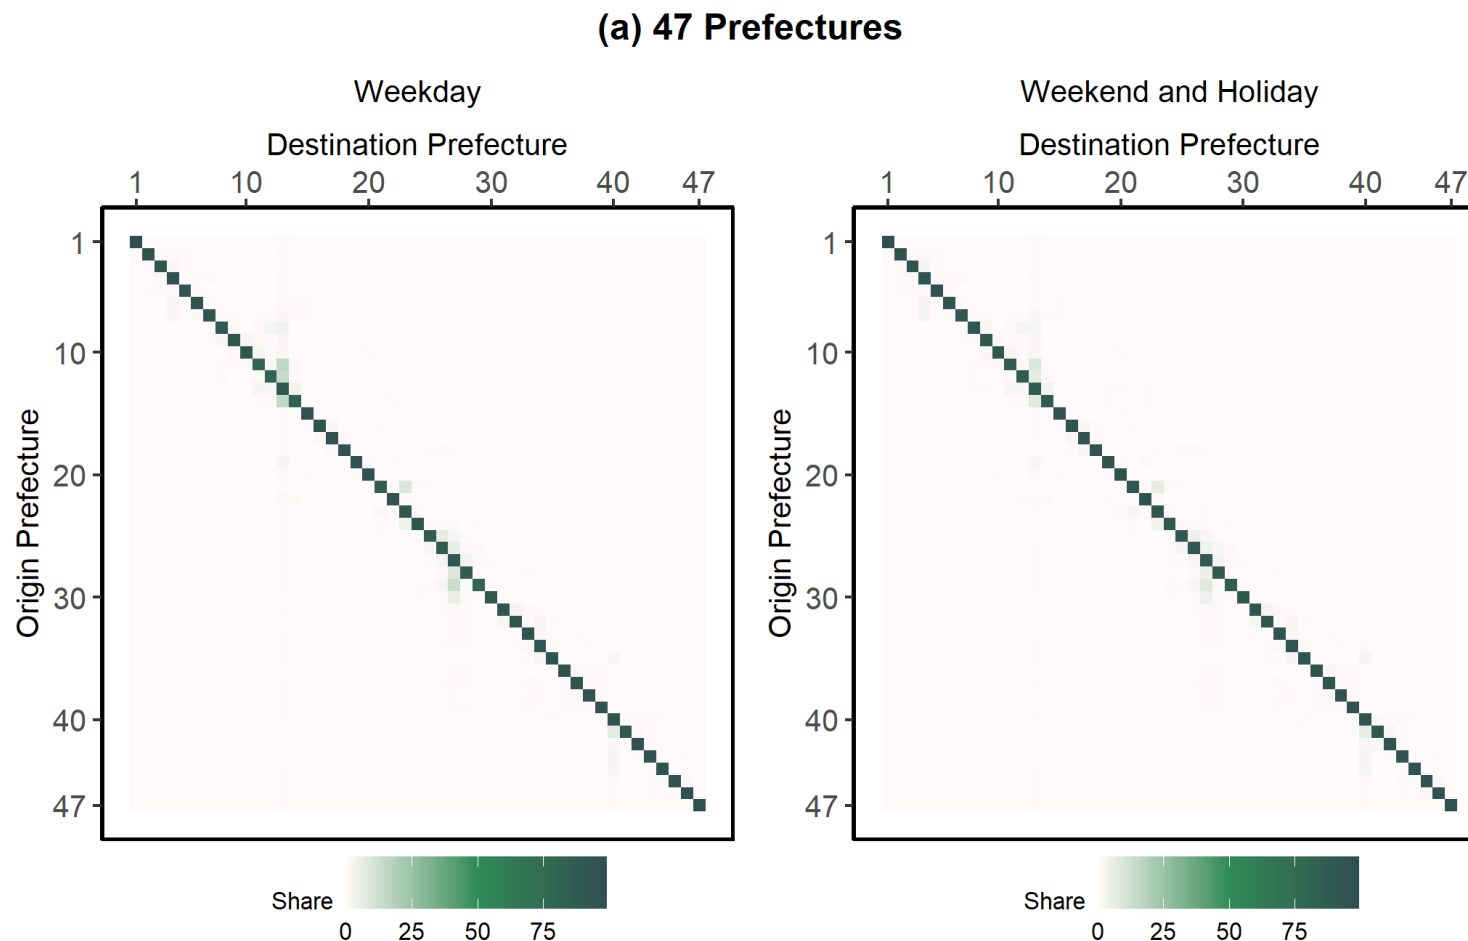 (a) 47 Prefectures
Weekday
Destination Prefecture
1 10 20 30 40 47
Origin Prefecture
1
10
20
30
40
47
Share
0 25 50 75
Weekend and Holiday
Destination Prefecture
1 10 20 30 40 47
Origin Prefecture
1
10
20
30
40
47
Share
0 25 50 75